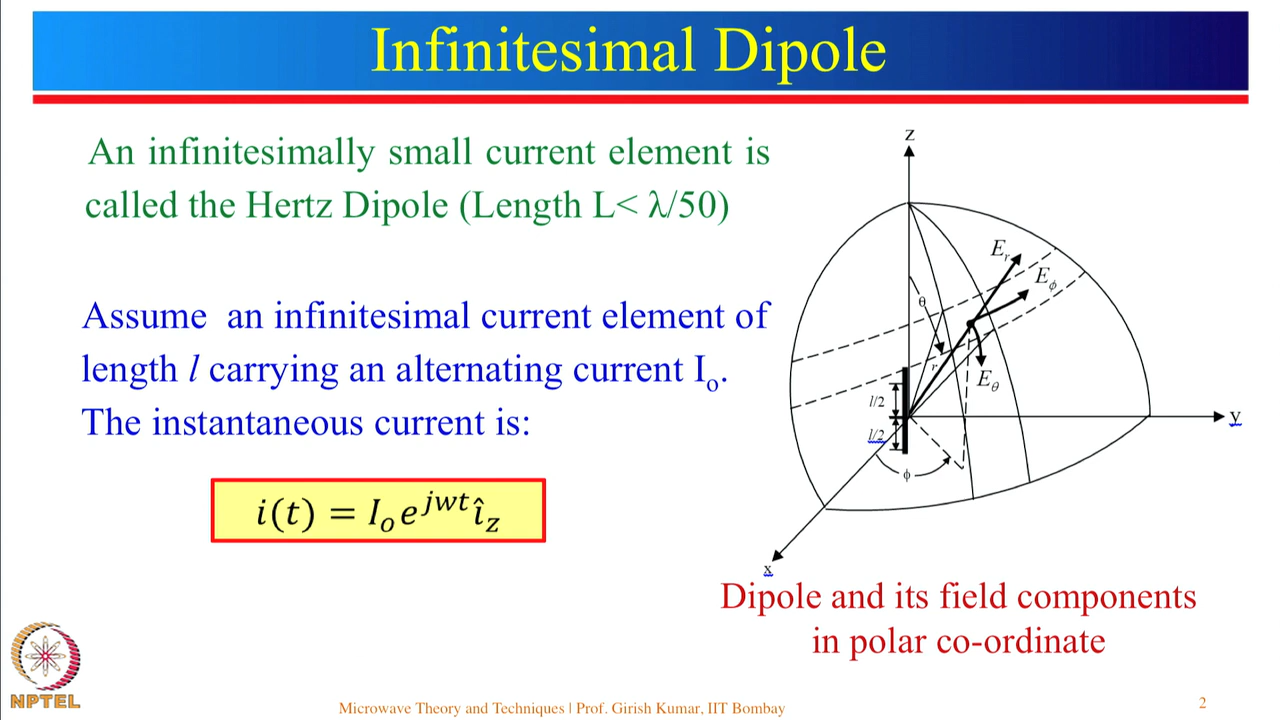 Infinitesimal Dipole
An infinitesimally small current element is
called the Hertz Dipole (Length L< λ/50)
Assume an infinitesimal current element of
length l carrying an alternating current Iₒ.
The instantaneous current is:
i(t) = Iₒe^{jwt}î_z
z
E_r
E_ϕ
θ
r
E_θ
l/2
l/2
y
ϕ
x
Dipole and its field components
in polar co-ordinate
NPTEL
Microwave Theory and Techniques | Prof. Girish Kumar, IIT Bombay
2